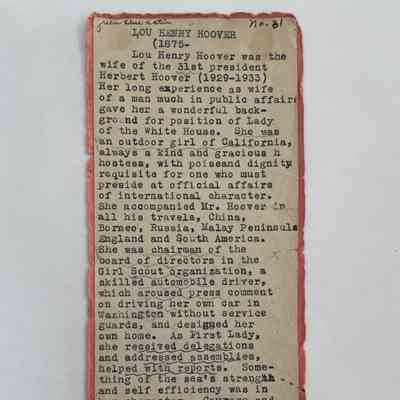 green blue satin No. 31
LOU HENRY HOOVER
(1875-
Lou Henry Hoover was the
wife of the 31st president
Herbert Hoover (1929-1933)
Her long experience as wife
of a man much in public affairs
gave her a wonderful back-
ground for position of Lady
of the White House. She was
an outdoor girl of California,
always a kind and gracious h
hostess, with poiseand dignity
requisite for one who must
preside at official affairs
of international character.
She accompanied Mr. Hoover in
all his travels, China,
Borneo, Russia, Malay Peninsula
England and South America.
She was chairman of the
board of directors in the
Girl Scout organization, a
skilled automobile driver,
which aroused press comment
on driving her own car in
Washington without service
guards, and designed her
own home. As First Lady,
she received delegations
and addressed assemblies,
helped with reports. Some-
thing of the sea's strength
and self efficiency was in